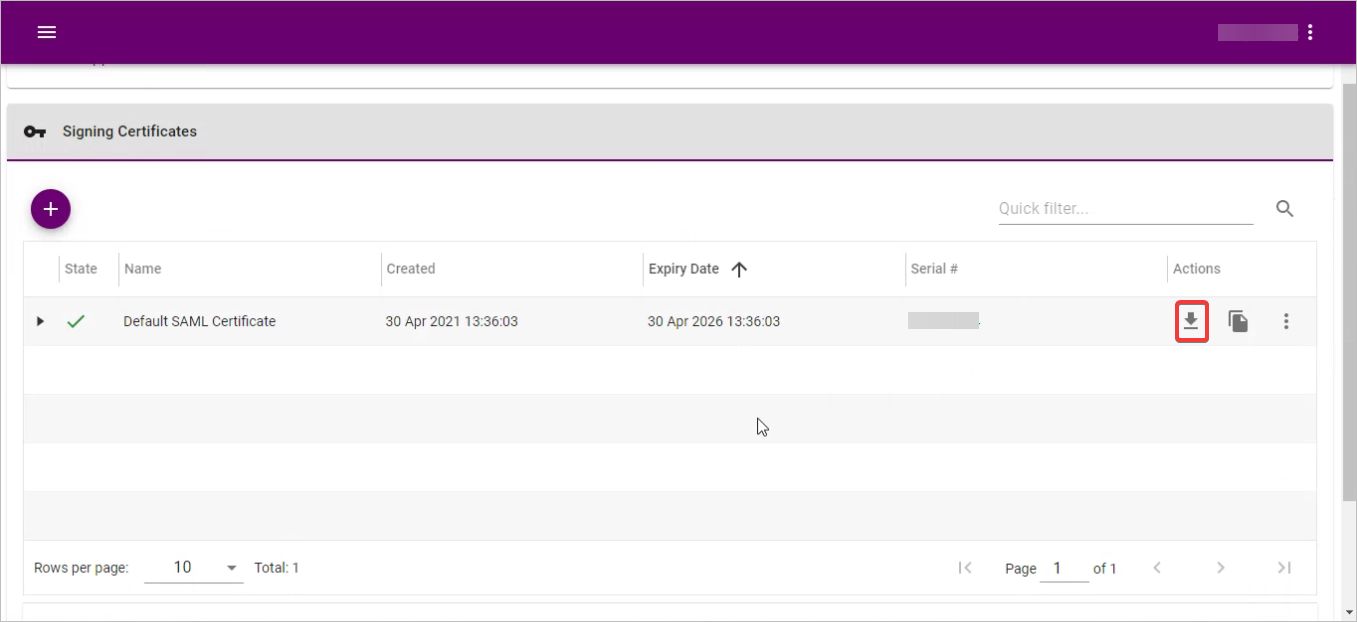 Signing Certificates
Quick filter...
State Name Created Expiry Date Serial # Actions
Default SAML Certificate 30 Apr 2021 13:36:03 30 Apr 2026 13:36:03
Rows per page: 10 Total: 1 Page 1 of 1